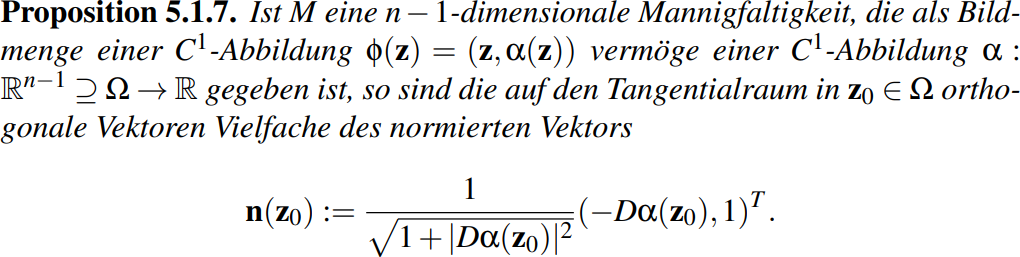 Proposition 5.1.7. Ist M eine n − 1-dimensionale Mannigfaltigkeit, die als Bild-
menge einer C¹-Abbildung ϕ(z) = (z, α(z)) vermöge einer C¹-Abbildung α :
ℝⁿ⁻¹ ⊇ Ω → ℝ gegeben ist, so sind die auf den Tangentialraum in z₀ ∈ Ω ortho-
gonale Vektoren Vielfache des normierten Vektors
n(z₀) := 1/√(1 + |Dα(z₀)|²) (−Dα(z₀), 1)ᵀ.